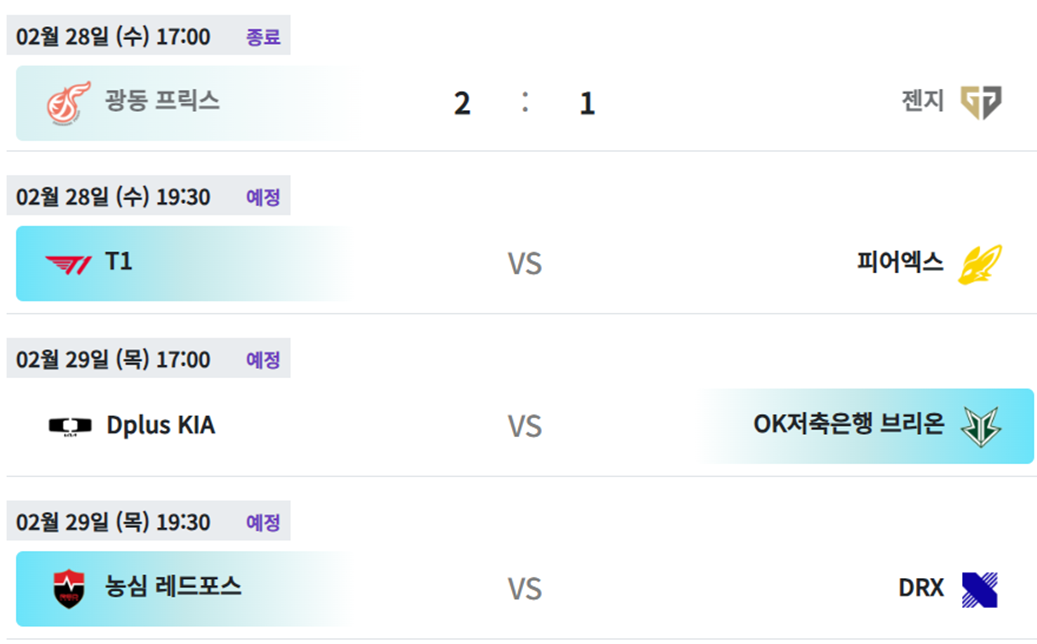 02월 28일 (수) 17:00 종료
광동 프릭스 2 : 1 젠지
02월 28일 (수) 19:30 예정
T1 VS 피어엑스
02월 29일 (목) 17:00 예정
Dplus KIA VS OK저축은행 브리온
02월 29일 (목) 19:30 예정
농심 레드포스 VS DRX